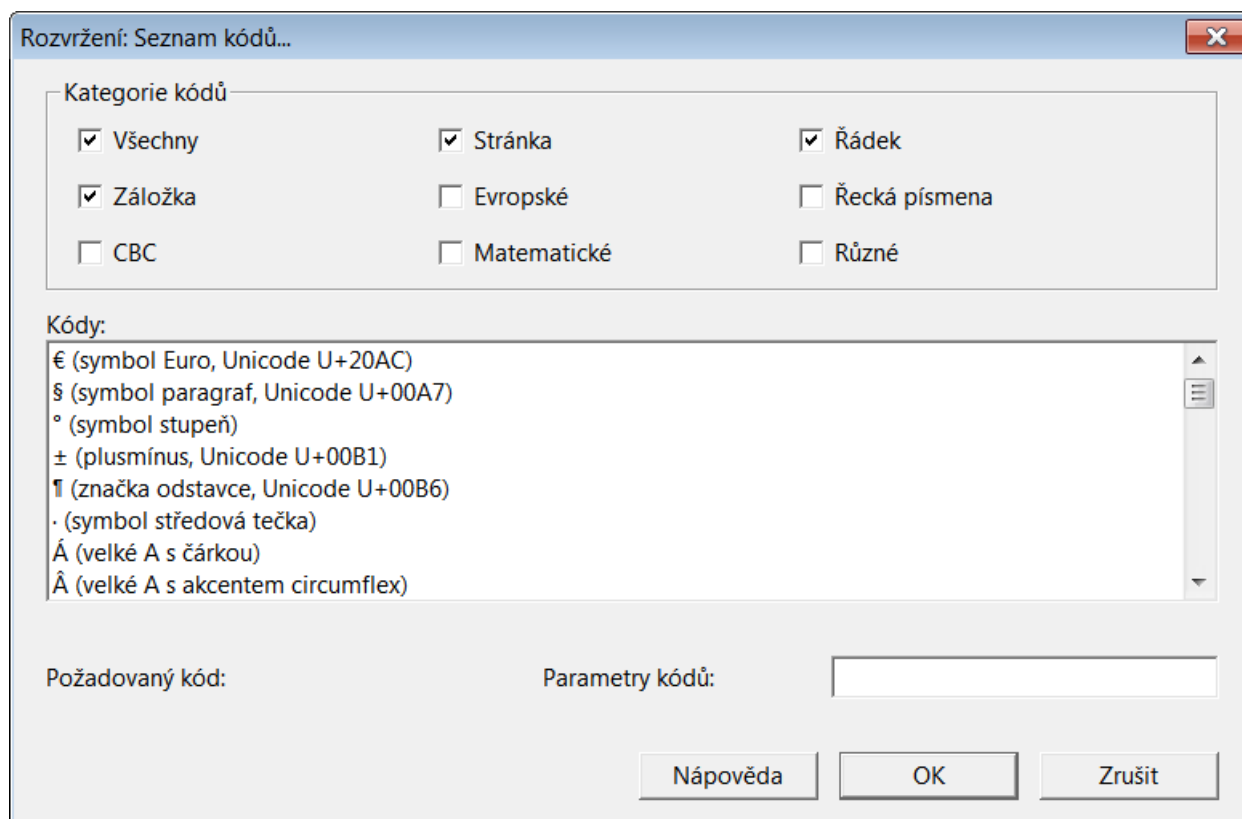 Rozvržení: Seznam kódů...
Kategorie kódů
Všechny Stránka Řádek
Záložka Evropské Řecká písmena
CBC Matematické Různé
Kódy:
€ (symbol Euro, Unicode U+20AC)
§ (symbol paragraf, Unicode U+00A7)
° (symbol stupeň)
± (plusmínus, Unicode U+00B1)
¶ (značka odstavce, Unicode U+00B6)
· (symbol středová tečka)
Á (velké A s čárkou)
Â (velké A s akcentem circumflex)
Požadovaný kód: Parametry kódů:
Nápověda OK Zrušit